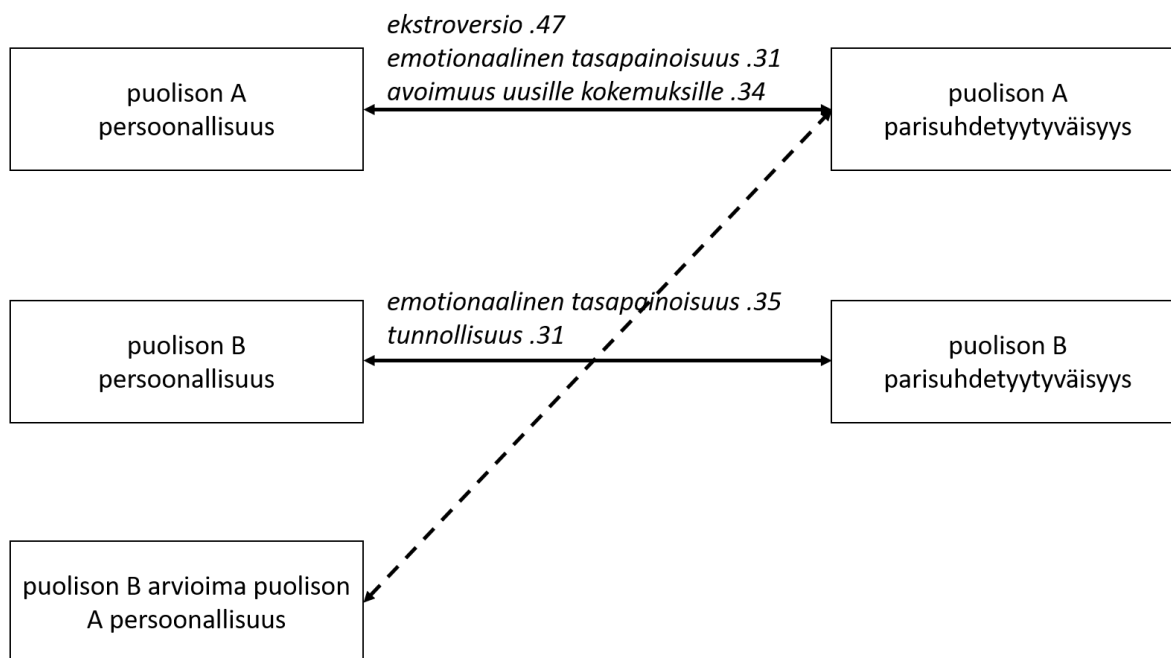 ekstroversio .47
emotionaalinen tasapainoisuus .31
avoimuus uusille kokemuksille .34
puolison A
persoonallisuus
puolison A
parisuhdetyytyväisyys
emotionaalinen tasapainoisuus .35
tunnollisuus .31
puolison B
persoonallisuus
puolison B
parisuhdetyytyväisyys
puolison B arvioima puolison
A persoonallisuus